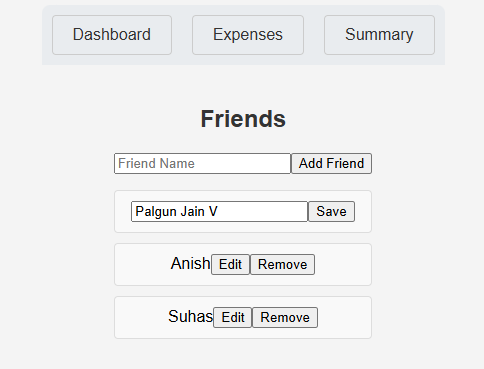 Dashboard Expenses Summary
Friends
Friend Name Add Friend
Palgun Jain V Save
Anish Edit Remove
Suhas Edit Remove